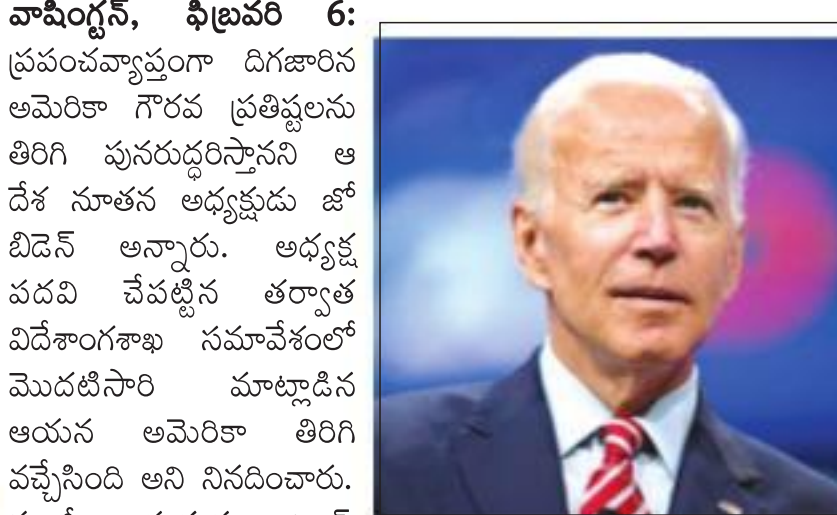 వాషింగ్టన్, ఫిబ్రవరి 6:
ప్రపంచవ్యాప్తంగా దిగజారిన
అమెరికా గౌరవ ప్రతిష్టలను
తిరిగి పునరుద్ధరిస్తానని ఆ
దేశ నూతన అధ్యక్షుడు జో
బిడెన్ అన్నారు. అధ్యక్ష
పదవి చేపట్టిన తర్వాత
విదేశాంగశాఖ సమావేశంలో
మొదటిసారి మాట్లాడిన
ఆయన అమెరికా తిరిగి
వచ్చేసింది అని నినదించారు.